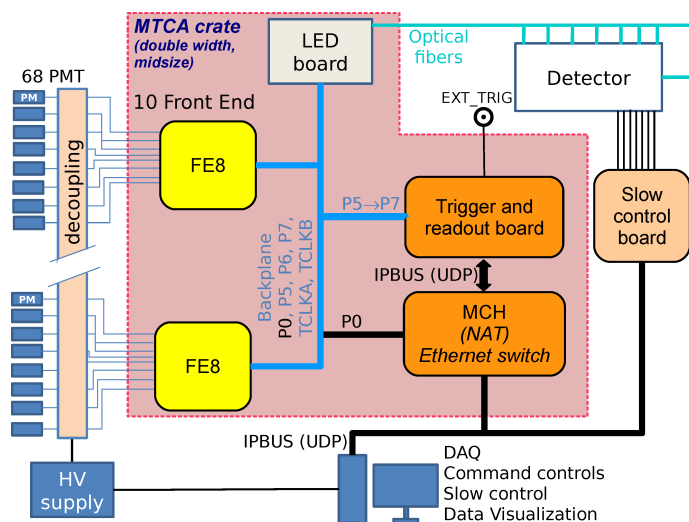 MTCA crate
(double width,
midsize)
LED
board
Optical
fibers
Detector
68 PMT
PM
decoupling
10 Front End
FE8
EXT_TRIG
P5→P7
Trigger and
readout board
Slow
control
board
Backplane
P0, P5, P6, P7,
TCLKA, TCLKB
IPBUS (UDP)
PM
FE8
P0
MCH
(NAT)
Ethernet switch
IPBUS (UDP)
HV
supply
DAQ
Command controls
Slow control
Data Visualization